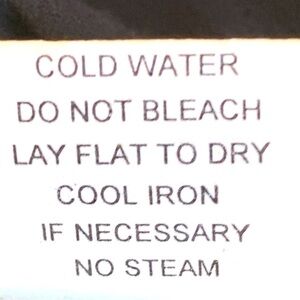 COLD WATER
DO NOT BLEACH
LAY FLAT TO DRY
COOL IRON
IF NECESSARY
NO STEAM